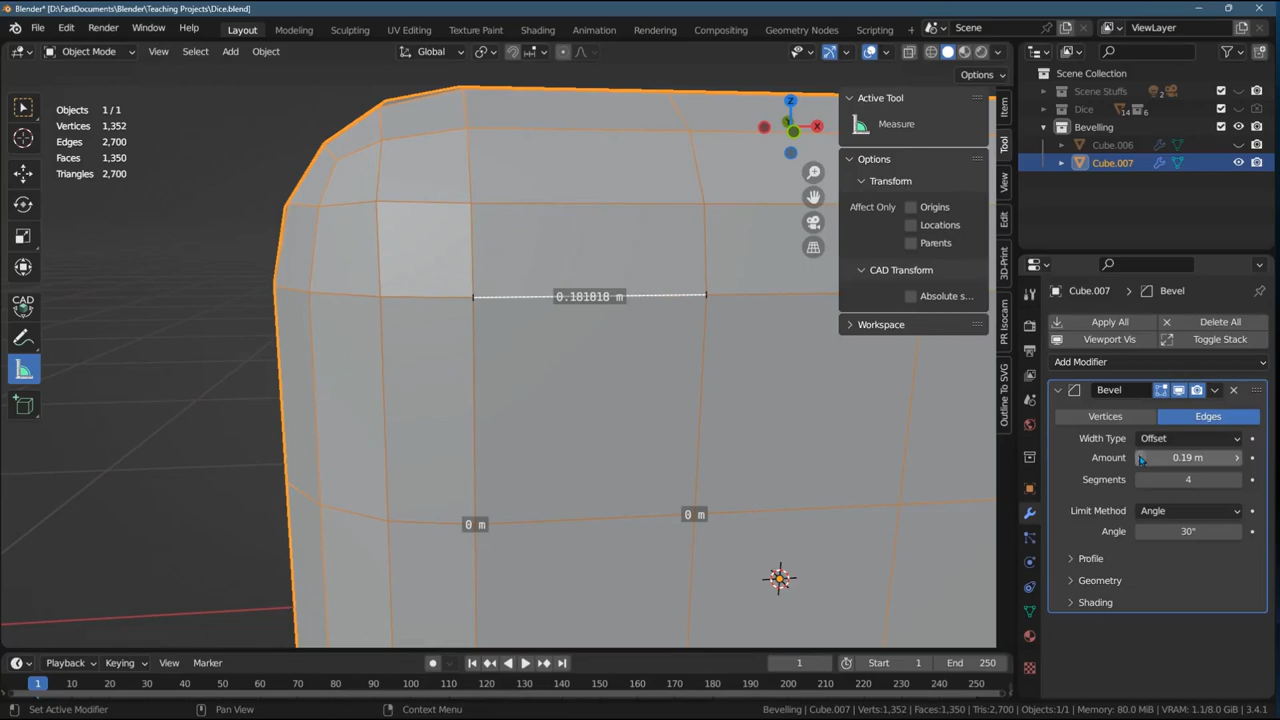 Blender* [D:\FastDocuments\Blender\Teaching Projects\Dice.blend]
File Edit Render Window Help Layout Modeling Sculpting UV Editing Texture Paint Shading Animation Rendering Compositing Geometry Nodes Scripting Scene ViewLayer
Object Mode View Select Add Object Global
Options
Objects 1 / 1
Vertices 1,352
Edges 2,700
Faces 1,350
Triangles 2,700
Z
X
CAD
0.181818 m
0 m
0 m
Active Tool
Measure
Options
Transform
Affect Only Origins
Locations
Parents
CAD Transform
Absolute s...
Workspace
Item
Tool
View
Edit
3D-Print
PR Isocam
Outline To SVG
Scene Collection
Scene Stuffs 2
Dice 14 6
Bevelling
Cube.006
Cube.007
Cube.007 Bevel
Apply All Delete All
Viewport Vis Toggle Stack
Add Modifier
Bevel
Vertices Edges
Width Type Offset
Amount 0.19 m
Segments 4
Limit Method Angle
Angle 30°
Profile
Geometry
Shading
Playback Keying View Marker 1 Start 1 End 250
1 10 20 30 40 50 60 70 80 90 100 110 120 130 140 150 160 170 180 190 200 210 220 230 240 250
Set Active Modifier Pan View Context Menu Bevelling | Cube.007 | Verts:1,352 | Faces:1,350 | Tris:2,700 | Objects:1/1 | Memory: 80.0 MiB | VRAM: 1.1/8.0 GiB | 3.4.1